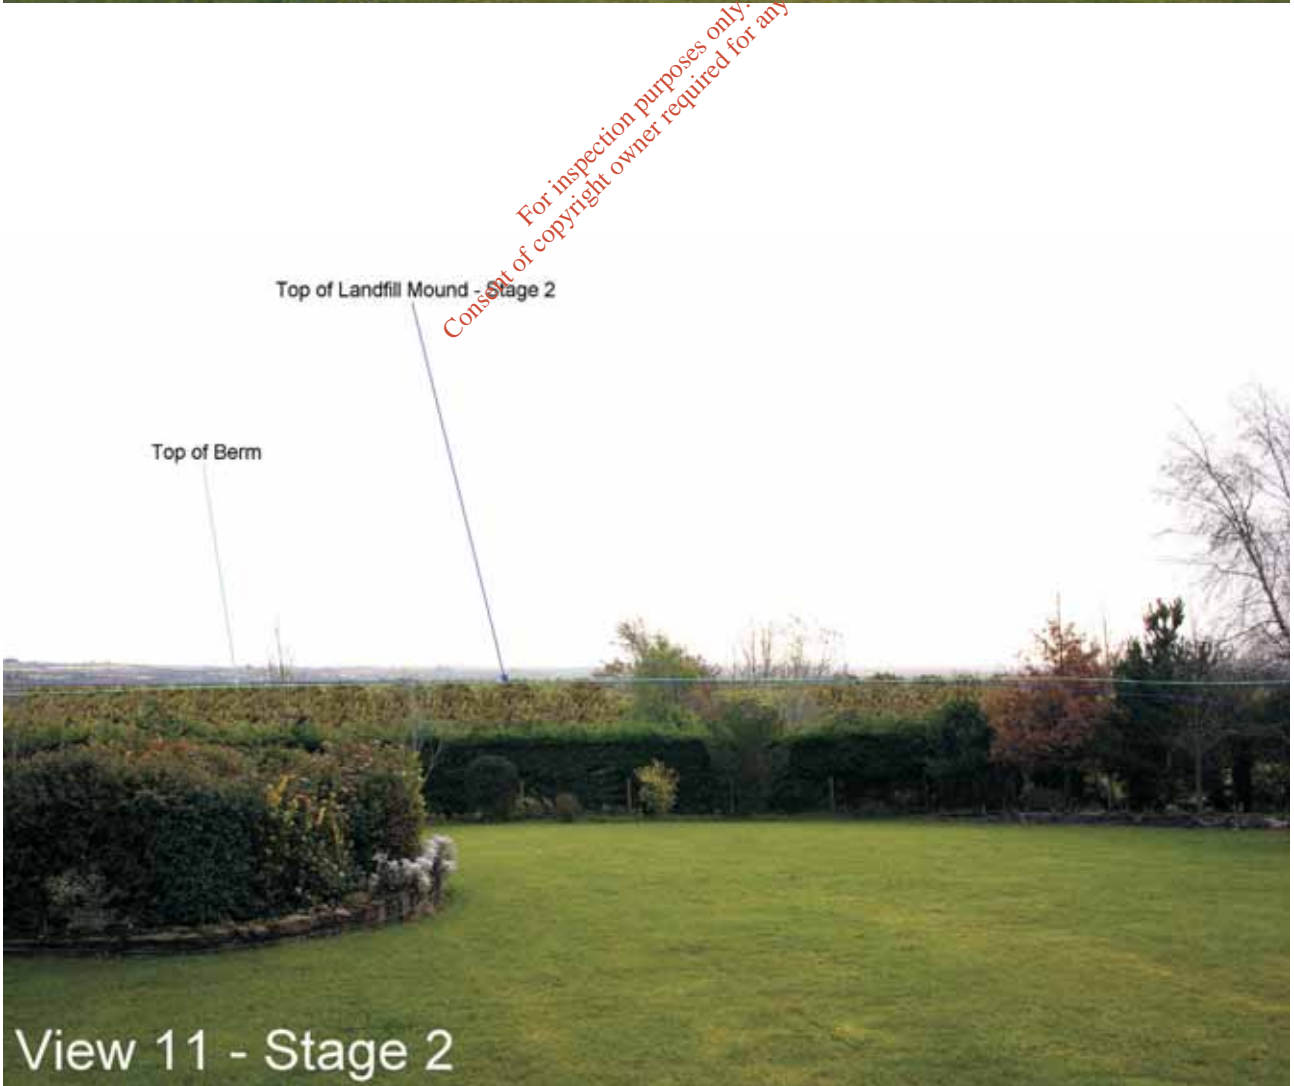 For inspection purposes only.
Consent of copyright owner required for any
Top of Landfill Mound - Stage 2
Top of Berm
View 11 - Stage 2